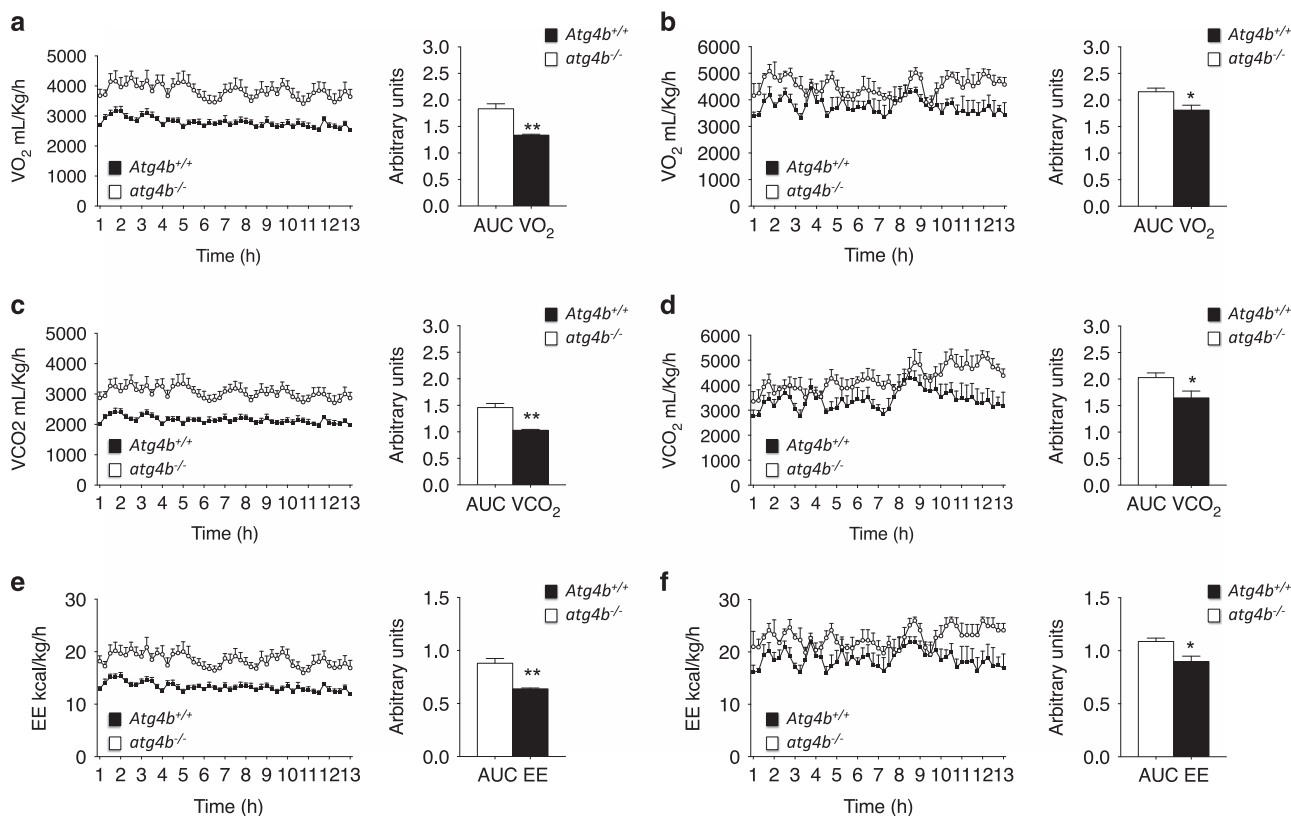 a
5000
4000
3000
2000
1000
0
VO2 mL/Kg/h
Atg4b+/+
atg4b-/-
1 2 3 4 5 6 7 8 9 10 11 12 13
Time (h)
Atg4b+/+
atg4b-/-
3.0
2.5
2.0
1.5
1.0
0.5
0.0
Arbitrary units
**
AUC VO2
b
6000
5000
4000
3000
2000
1000
0
VO2 mL/Kg/h
Atg4b+/+
atg4b-/-
1 2 3 4 5 6 7 8 9 10 11 12 13
Time (h)
Atg4b+/+
atg4b-/-
3.0
2.5
2.0
1.5
1.0
0.5
0.0
Arbitrary units
*
AUC VO2
c
5000
4000
3000
2000
1000
0
VCO2 mL/Kg/h
Atg4b+/+
atg4b-/-
1 2 3 4 5 6 7 8 9 10 11 12 13
Time (h)
Atg4b+/+
atg4b-/-
3.0
2.5
2.0
1.5
1.0
0.5
0.0
Arbitrary units
**
AUC VCO2
d
6000
5000
4000
3000
2000
1000
0
VCO2 mL/Kg/h
Atg4b+/+
atg4b-/-
1 2 3 4 5 6 7 8 9 10 11 12 13
Time (h)
Atg4b+/+
atg4b-/-
3.0
2.5
2.0
1.5
1.0
0.5
0.0
Arbitrary units
*
AUC VCO2
e
30
20
10
0
EE kcal/kg/h
Atg4b+/+
atg4b-/-
1 2 3 4 5 6 7 8 9 10 11 12 13
Time (h)
Atg4b+/+
atg4b-/-
1.5
1.0
0.5
0.0
Arbitrary units
**
AUC EE
f
30
20
10
0
EE kcal/kg/h
Atg4b+/+
atg4b-/-
1 2 3 4 5 6 7 8 9 10 11 12 13
Time (h)
Atg4b+/+
atg4b-/-
1.5
1.0
0.5
0.0
Arbitrary units
*
AUC EE